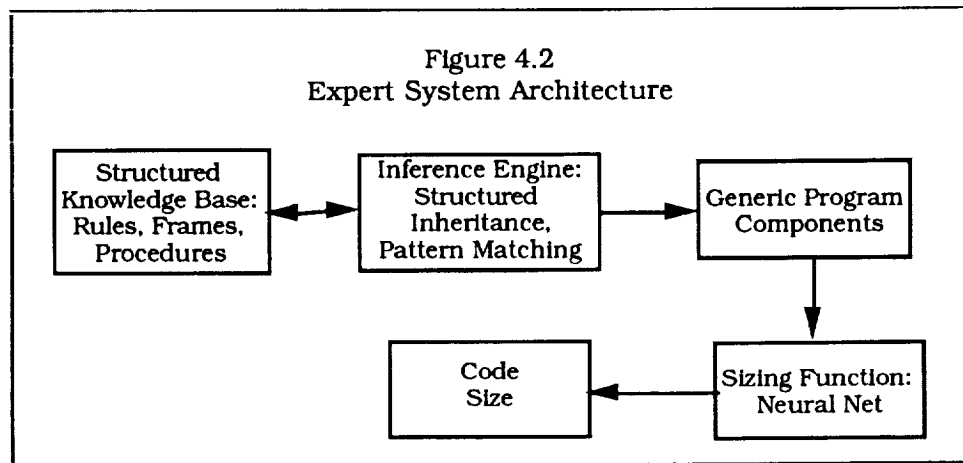 Figure 4.2
Expert System Architecture
Structured
Knowledge Base:
Rules, Frames,
Procedures
Inference Engine:
Structured
Inheritance,
Pattern Matching
Generic Program
Components
Sizing Function:
Neural Net
Code
Size